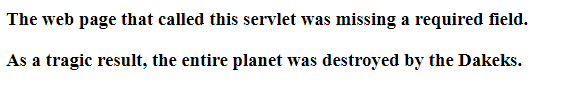 The web page that called this servlet was missing a required field.
As a tragic result, the entire planet was destroyed by the Dakeks.